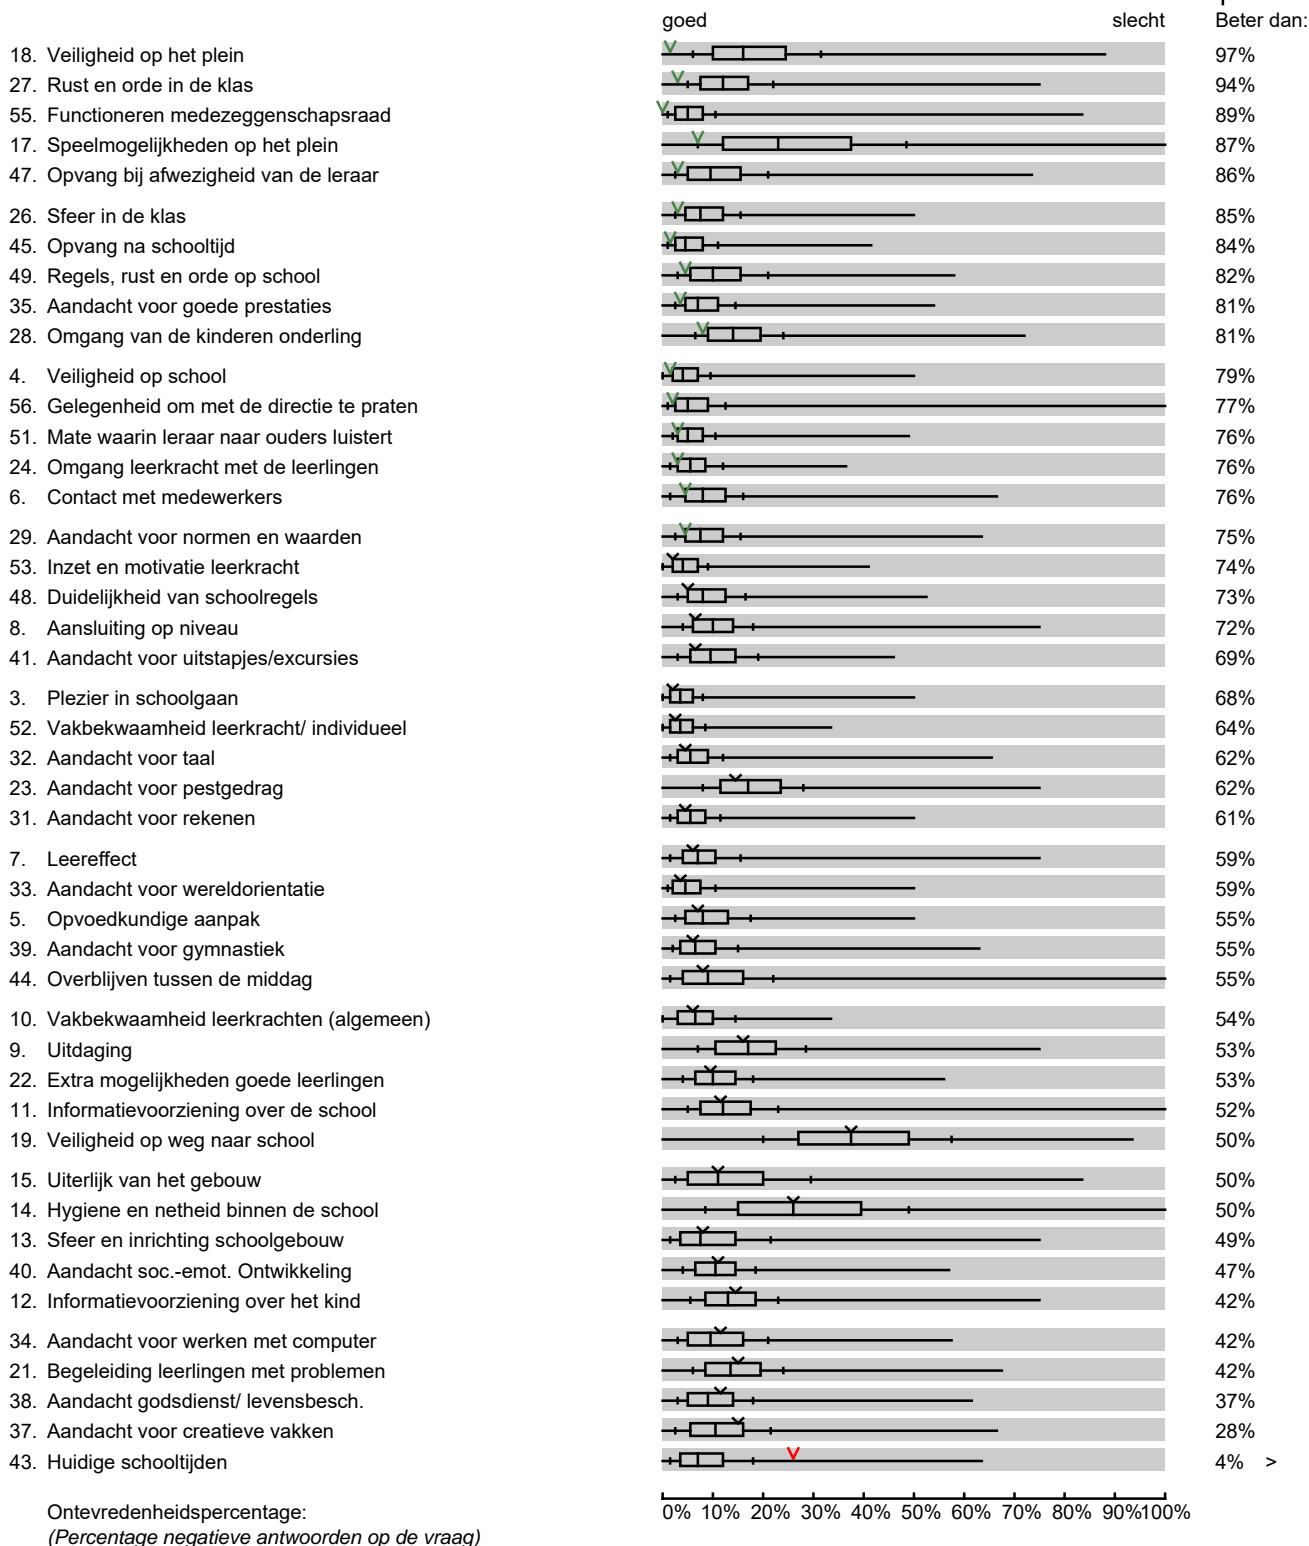 goed slecht Beter dan:
18. Veiligheid op het plein 97%
27. Rust en orde in de klas 94%
55. Functioneren medezeggenschapsraad 89%
17. Speelmogelijkheden op het plein 87%
47. Opvang bij afwezigheid van de leraar 86%
26. Sfeer in de klas 85%
45. Opvang na schooltijd 84%
49. Regels, rust en orde op school 82%
35. Aandacht voor goede prestaties 81%
28. Omgang van de kinderen onderling 81%
4. Veiligheid op school 79%
56. Gelegenheid om met de directie te praten 77%
51. Mate waarin leraar naar ouders luistert 76%
24. Omgang leerkracht met de leerlingen 76%
6. Contact met medewerkers 76%
29. Aandacht voor normen en waarden 75%
53. Inzet en motivatie leerkracht 74%
48. Duidelijkheid van schoolregels 73%
8. Aansluiting op niveau 72%
41. Aandacht voor uitstapjes/excursies 69%
3. Plezier in schoolgaan 68%
52. Vakbekwaamheid leerkracht/ individueel 64%
32. Aandacht voor taal 62%
23. Aandacht voor pestgedrag 62%
31. Aandacht voor rekenen 61%
7. Leereffect 59%
33. Aandacht voor wereldorientatie 59%
5. Opvoedkundige aanpak 55%
39. Aandacht voor gymnastiek 55%
44. Overblijven tussen de middag 55%
10. Vakbekwaamheid leerkrachten (algemeen) 54%
9. Uitdaging 53%
22. Extra mogelijkheden goede leerlingen 53%
11. Informatievoorziening over de school 52%
19. Veiligheid op weg naar school 50%
15. Uiterlijk van het gebouw 50%
14. Hygiene en netheid binnen de school 50%
13. Sfeer en inrichting schoolgebouw 49%
40. Aandacht soc.-emot. Ontwikkeling 47%
12. Informatievoorziening over het kind 42%
34. Aandacht voor werken met computer 42%
21. Begeleiding leerlingen met problemen 42%
38. Aandacht godsdienst/ levensbesch. 37%
37. Aandacht voor creatieve vakken 28%
43. Huidige schooltijden 4% >
Ontevredenheidspercentage: 0% 10% 20% 30% 40% 50% 60% 70% 80% 90% 100%
(Percentage negatieve antwoorden op de vraag)